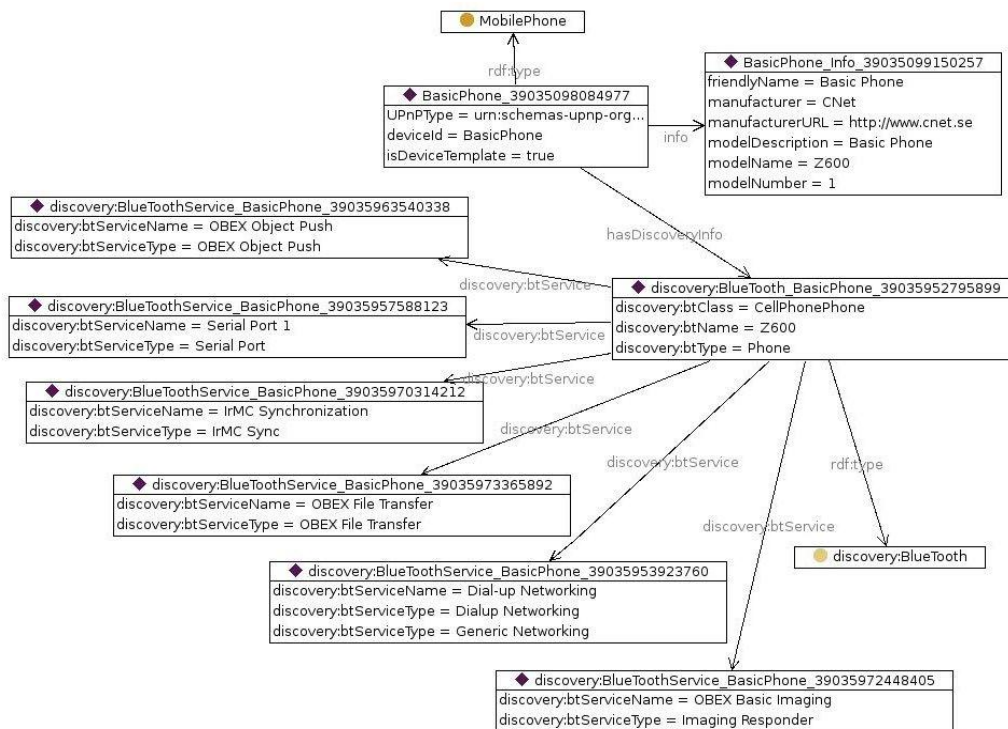 MobilePhone
rdf:type
BasicPhone_39035098084977
UPnPType = urn:schemas-upnp-org...
deviceId = BasicPhone
isDeviceTemplate = true
info
BasicPhone_Info_39035099150257
friendlyName = Basic Phone
manufacturer = CNet
manufacturerURL = http://www.cnet.se
modelDescription = Basic Phone
modelName = Z600
modelNumber = 1
hasDiscoveryInfo
discovery:BlueToothService_BasicPhone_39035963540338
discovery:btServiceName = OBEX Object Push
discovery:btServiceType = OBEX Object Push
discovery:btService
discovery:BlueTooth_BasicPhone_39035952795899
discovery:btClass = CellPhonePhone
discovery:btName = Z600
discovery:btType = Phone
discovery:BlueToothService_BasicPhone_39035957588123
discovery:btServiceName = Serial Port 1
discovery:btServiceType = Serial Port
discovery:btService
discovery:BlueToothService_BasicPhone_39035970314212
discovery:btServiceName = IrMC Synchronization
discovery:btServiceType = IrMC Sync
discovery:btService
discovery:btService
discovery:btService
rdf:type
discovery:BlueToothService_BasicPhone_39035973365892
discovery:btServiceName = OBEX File Transfer
discovery:btServiceType = OBEX File Transfer
discovery:btService
discovery:BlueTooth
discovery:BlueToothService_BasicPhone_39035953923760
discovery:btServiceName = Dial-up Networking
discovery:btServiceType = Dialup Networking
discovery:btServiceType = Generic Networking
discovery:BlueToothService_BasicPhone_39035972448405
discovery:btServiceName = OBEX Basic Imaging
discovery:btServiceType = Imaging Responder